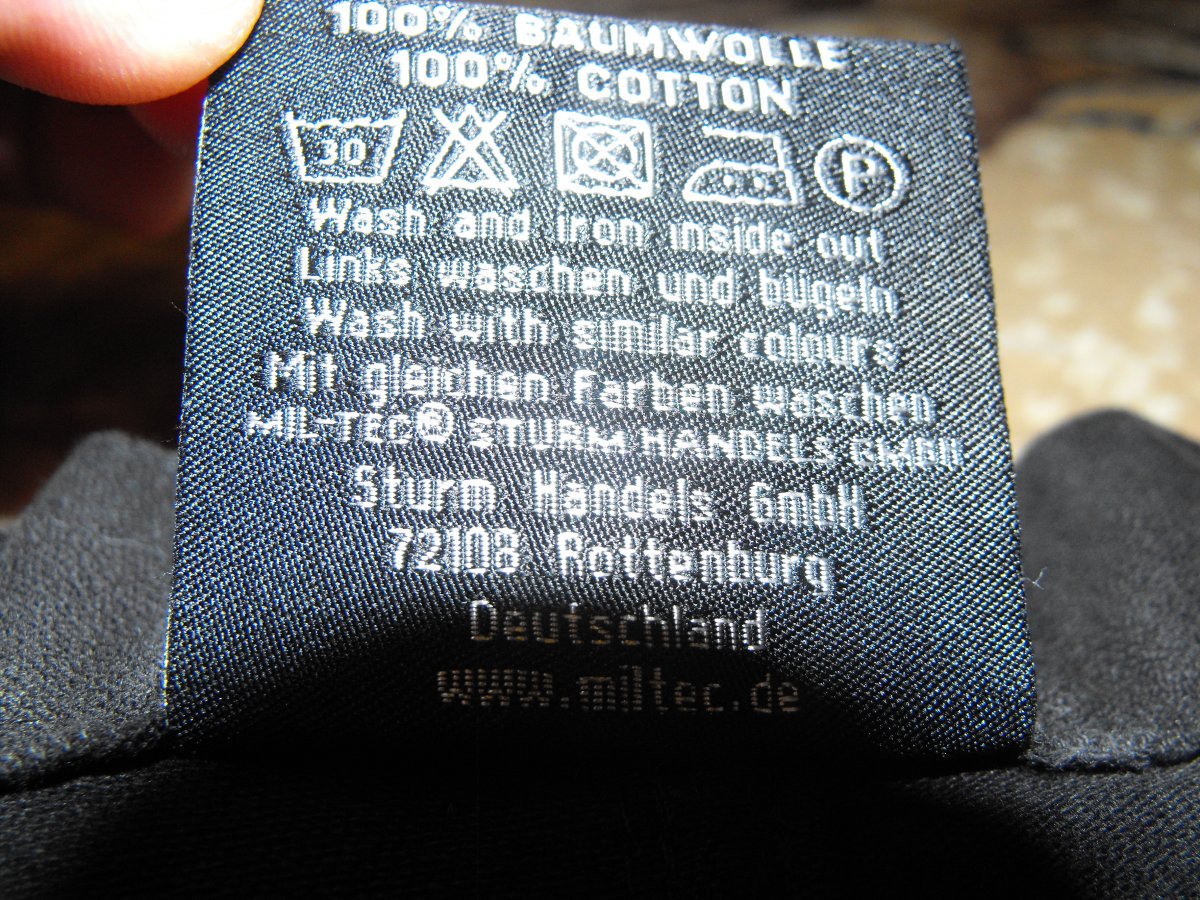 100% BAUMWOLLE
100% COTTON
30 P
Wash and iron inside out
Links waschen und bügeln
Wash with similar colours
Mit gleichen Farben waschen
MIL-TEC® STURM HANDELS GMBH
Sturm Handels GmbH
72108 Rottenburg
Deutschland
www.miltec.de